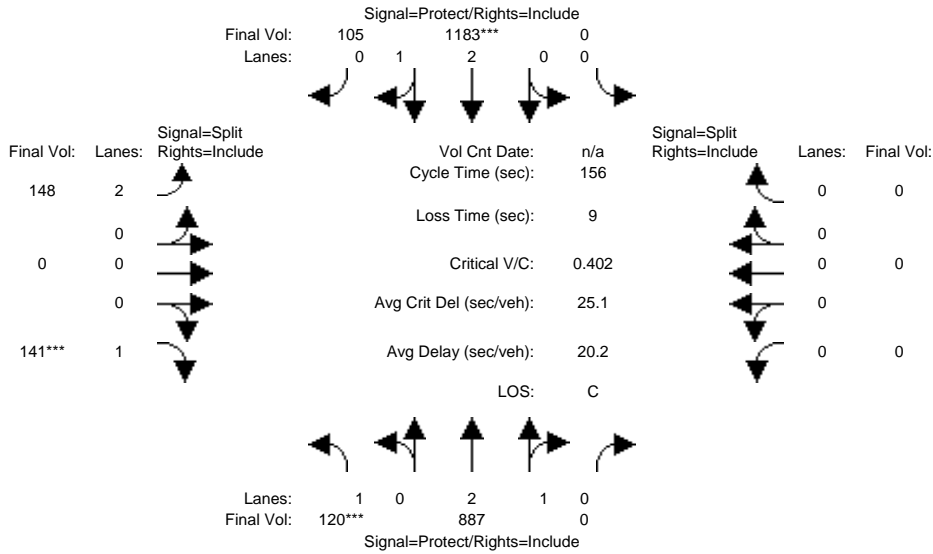 Signal=Protect/Rights=Include
Final Vol: 105 1183*** 0
Lanes: 0 1 2 0 0
Signal=Split Signal=Split
Final Vol: Lanes: Rights=Include Vol Cnt Date: n/a Rights=Include Lanes: Final Vol:
Cycle Time (sec): 156
148 2 0 0
Loss Time (sec): 9
0 0
0 0 Critical V/C: 0.402 0 0
0 Avg Crit Del (sec/veh): 25.1 0
141*** 1 Avg Delay (sec/veh): 20.2 0 0
LOS: C
Lanes: 1 0 2 1 0
Final Vol: 120*** 887 0
Signal=Protect/Rights=Include